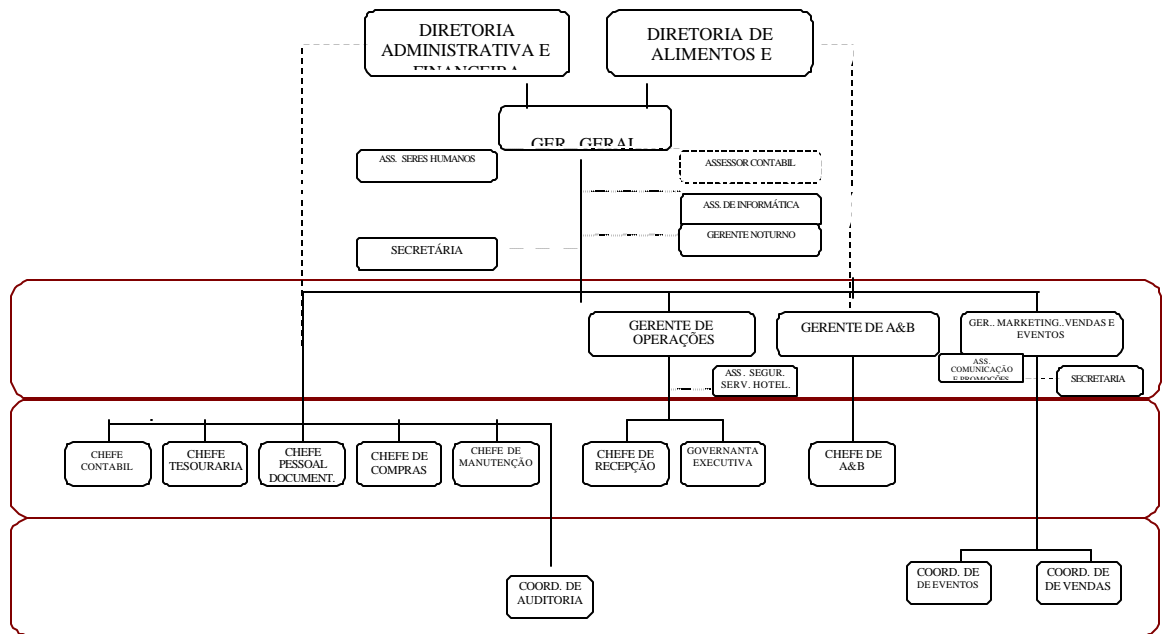 DIRETORIA
ADMINISTRATIVA E
FINANCEIRA
DIRETORIA DE
ALIMENTOS E
GER.. GERAL
ASS. SERES HUMANOS
ASSESSOR CONTABIL
ASS. DE INFORMÁTICA
GERENTE NOTURNO
SECRETÁRIA
GERENTE DE
OPERAÇÕES
GERENTE DE A&B
GER.. MARKETING..VENDAS E
EVENTOS
ASS. SEGUR.
SERV. HOTEL.
ASS.
COMUNICAÇÃO
E PROMOÇÕES
SECRETARIA
CHEFE
CONTABIL
CHEFE
TESOURARIA
CHEFE
PESSOAL
DOCUMENT.
CHEFE DE
COMPRAS
CHEFE DE
MANUTENÇÃO
CHEFE DE
RECEPÇÃO
GOVERNANTA
EXECUTIVA
CHEFE DE
A&B
COORD. DE
AUDITORIA
COORD. DE
DE EVENTOS
COORD. DE
DE VENDAS